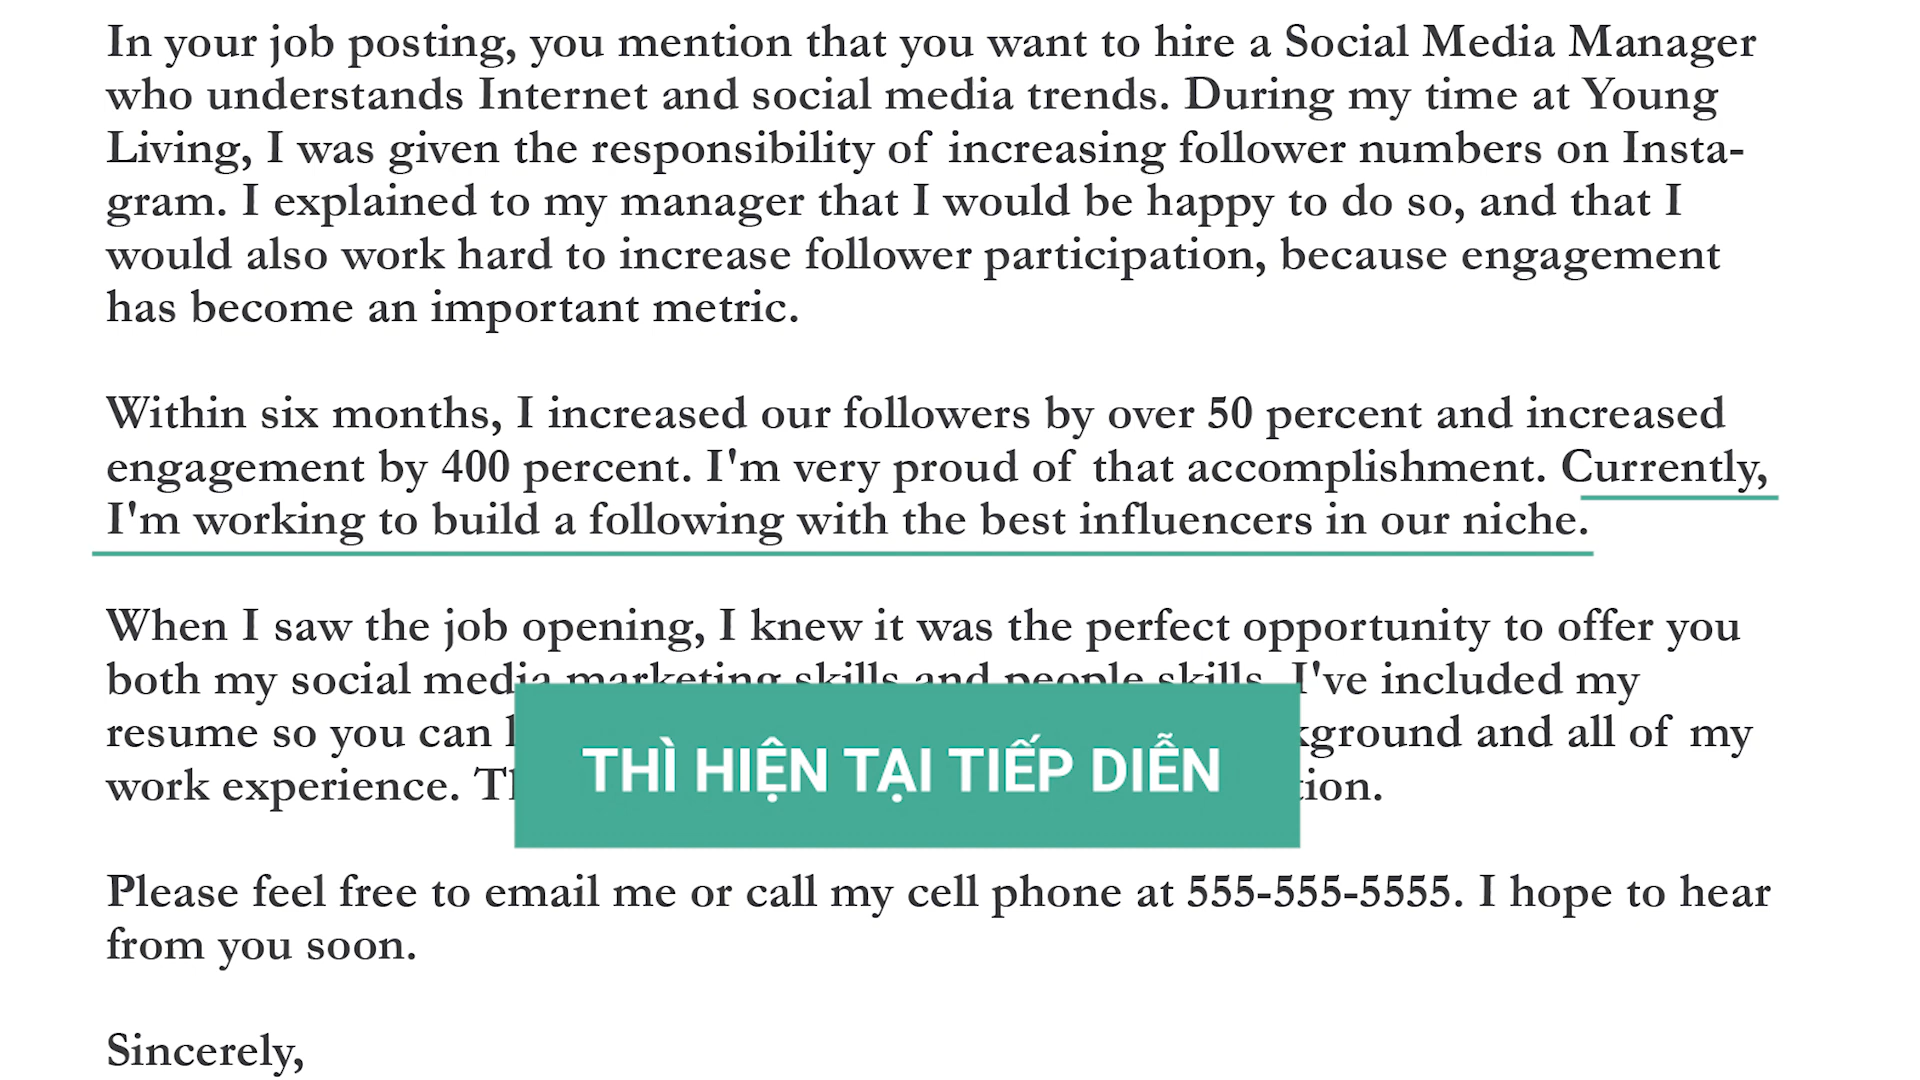 In your job posting, you mention that you want to hire a Social Media Manager
who understands Internet and social media trends. During my time at Young
Living, I was given the responsibility of increasing follower numbers on Insta-
gram. I explained to my manager that I would be happy to do so, and that I
would also work hard to increase follower participation, because engagement
has become an important metric.
Within six months, I increased our followers by over 50 percent and increased
engagement by 400 percent. I'm very proud of that accomplishment. Currently,
I'm working to build a following with the best influencers in our niche.
When I saw the job opening, I knew it was the perfect opportunity to offer you
both my social media marketing skills and people skills. I've included my
resume so you can ground and all of my
work experience.
THÌ HIỆN TẠI TIẾP DIỄN
Please feel free to email me or call my cell phone at 555-555-5555. I hope to hear
from you soon.
Sincerely,